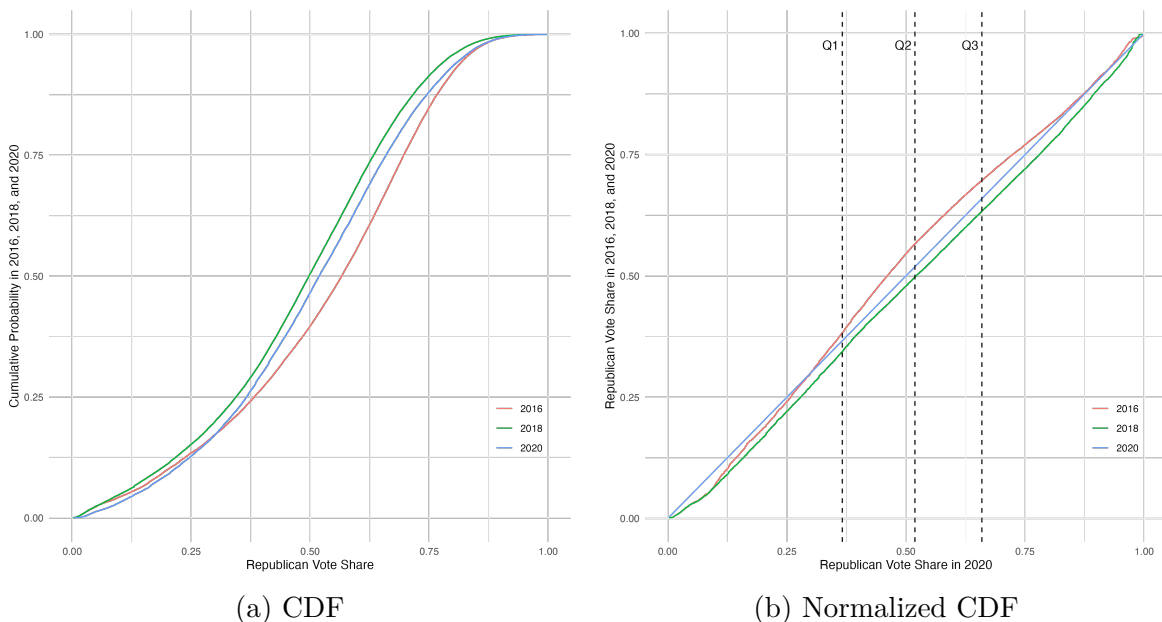 Cumulative Probability in 2016, 2018, and 2020
1.00
0.75
0.50
0.25
0.00
2016
2018
2020
0.00 0.25 0.50 0.75 1.00
Republican Vote Share
(a) CDF
Republican Vote Share in 2016, 2018, and 2020
1.00
0.75
0.50
0.25
0.00
Q1 Q2 Q3
2016
2018
2020
0.00 0.25 0.50 0.75 1.00
Republican Vote Share in 2020
(b) Normalized CDF